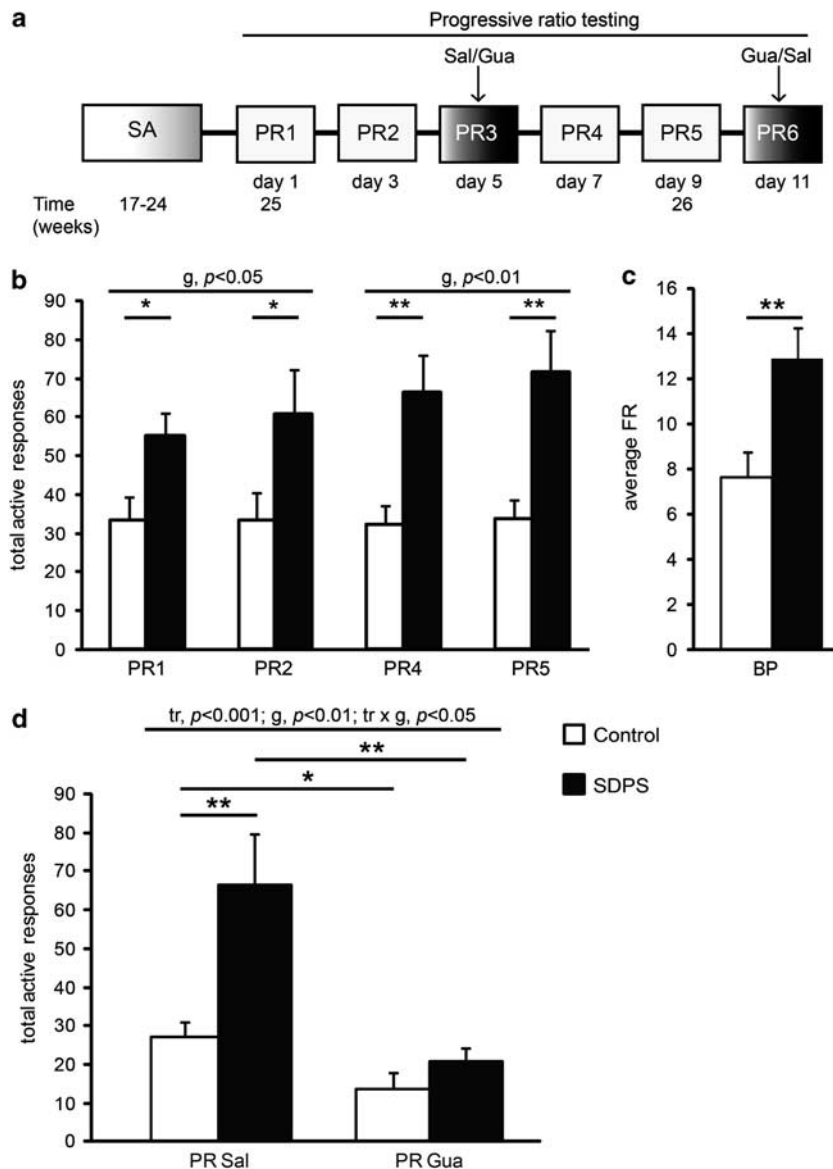 a
Progressive ratio testing
Sal/Gua Gua/Sal
SA PR1 PR2 PR3 PR4 PR5 PR6
day 1 day 3 day 5 day 7 day 9 day 11
Time 17-24 25 26
(weeks)
b
g, p<0.05 g, p<0.01
* * ** **
90
80
70
60
50
40
30
20
10
0
total active responses
PR1 PR2 PR4 PR5
c
16
14
12
10
8
6
4
2
0
**
average FR
BP
d
tr, p<0.001; g, p<0.01; tr x g, p<0.05
**
*
**
90
80
70
60
50
40
30
20
10
0
total active responses
PR Sal PR Gua
Control
SDPS